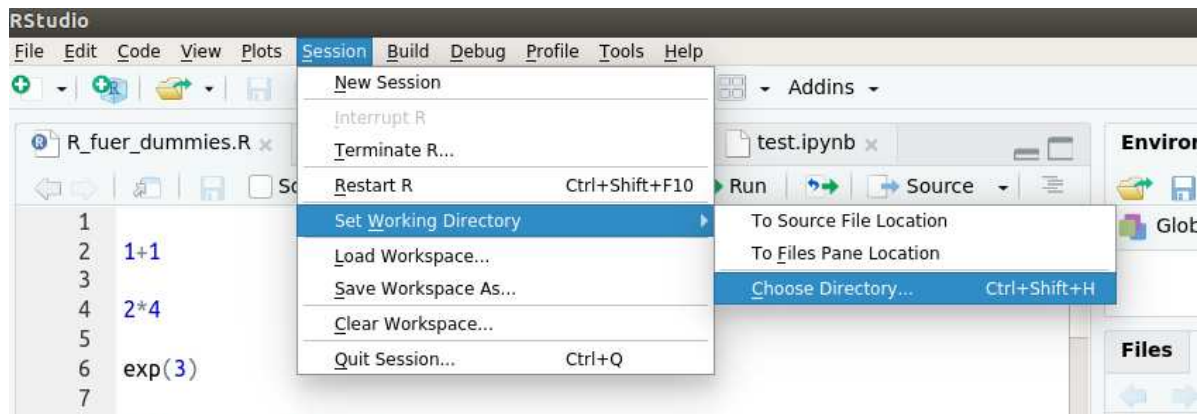 RStudio
File Edit Code View Plots Session Build Debug Profile Tools Help
Addins
R_fuer_dummies.R
test.ipynb
Run Source
New Session
Interrupt R
Terminate R...
Restart R Ctrl+Shift+F10
Set Working Directory
Load Workspace...
Save Workspace As...
Clear Workspace...
Quit Session... Ctrl+Q
To Source File Location
To Files Pane Location
Choose Directory... Ctrl+Shift+H
1
2 1+1
3
4 2*4
5
6 exp(3)
7
Files